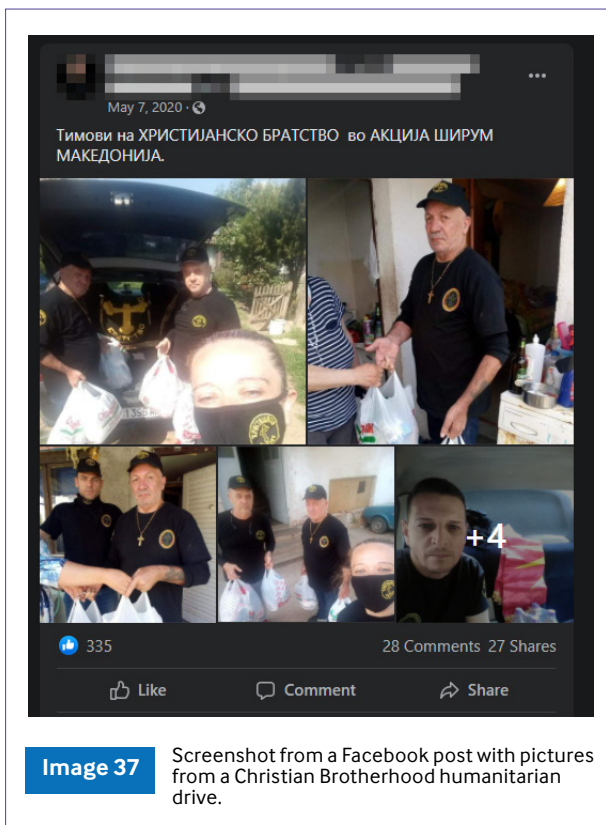 May 7, 2020
Тимови на ХРИСТИЈАНСКО БРАТСТВО во АКЦИЈА ШИРУМ
МАКЕДОНИЈА.
+4
335
28 Comments 27 Shares
Like Comment Share
Image 37
Screenshot from a Facebook post with pictures
from a Christian Brotherhood humanitarian
drive.